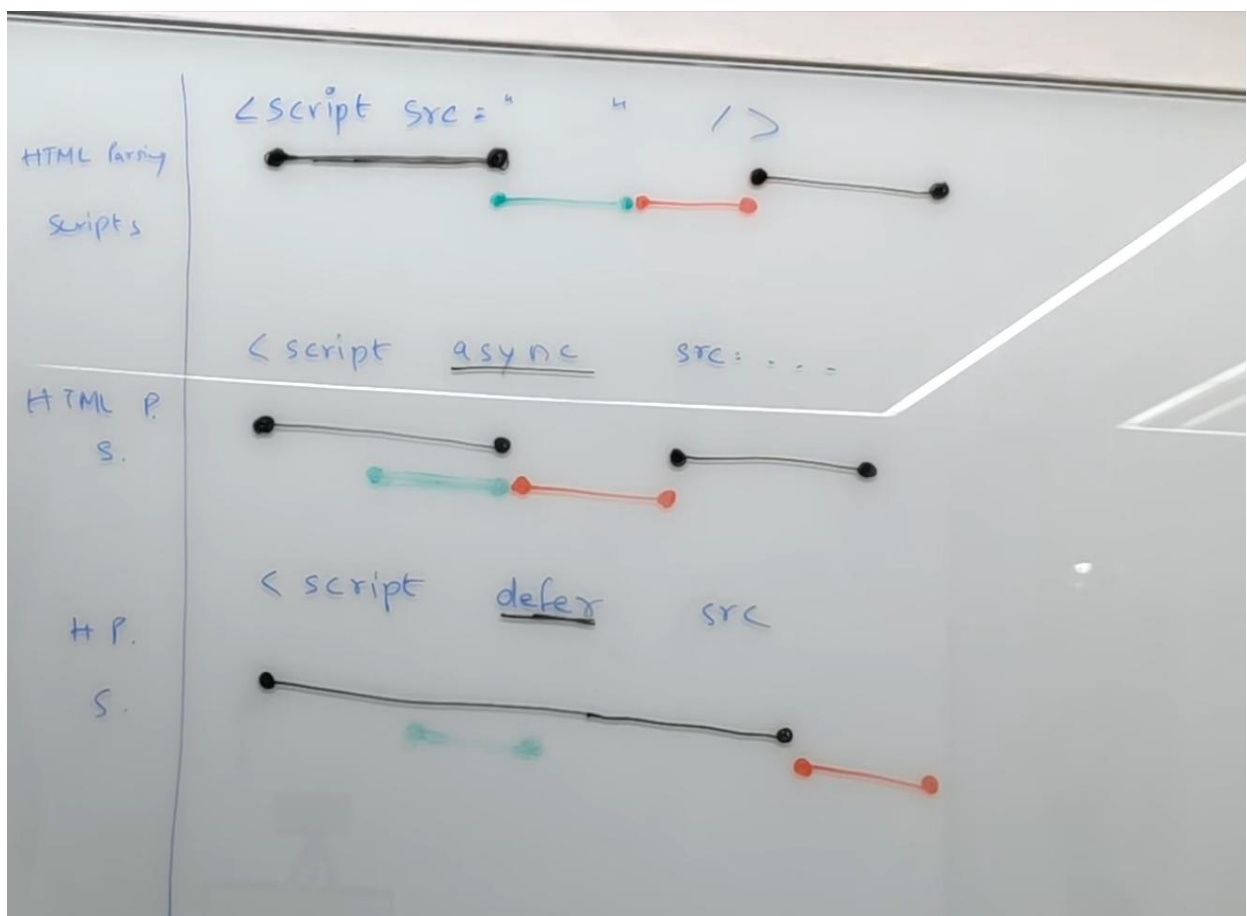 <script src="   " />
HTML Parsing
scripts
<script async src: . . . .
HTML P.
S.
<script defer src
H P.
S.